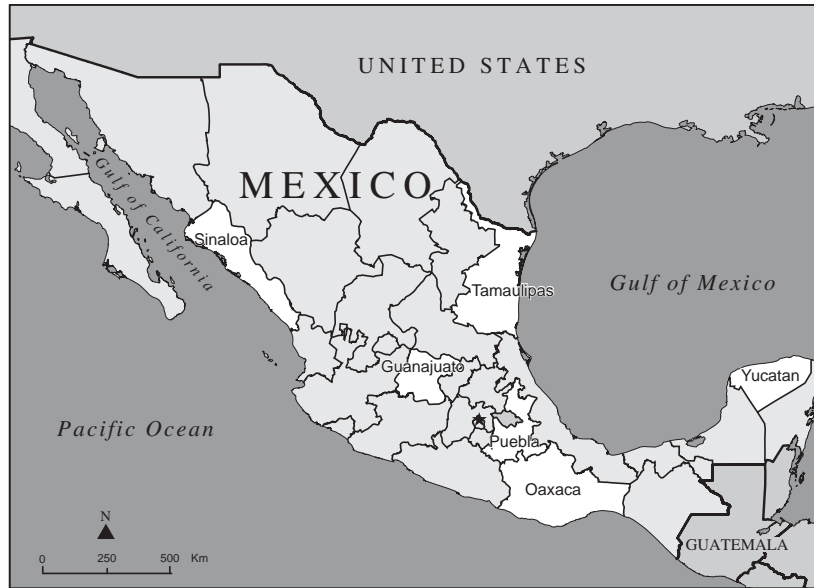 UNITED STATES
MEXICO
Gulf of California
Sinaloa
Tamaulipas
Gulf of Mexico
Guanajuato
Yucatan
Pacific Ocean
Puebla
Oaxaca
N
GUATEMALA
0 250 500 Km